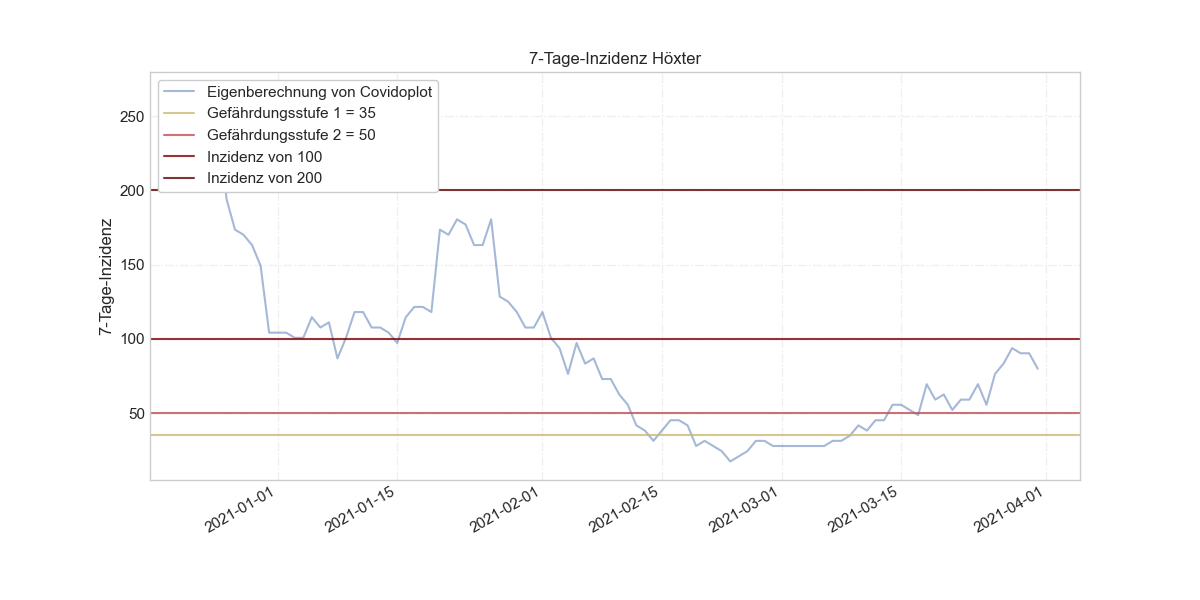 7-Tage-Inzidenz Höxter
Eigenberechnung von Covidoplot
Gefährdungsstufe 1 = 35
Gefährdungsstufe 2 = 50
Inzidenz von 100
Inzidenz von 200
7-Tage-Inzidenz
250
200
150
100
50
2021-01-01
2021-01-15
2021-02-01
2021-02-15
2021-03-01
2021-03-15
2021-04-01